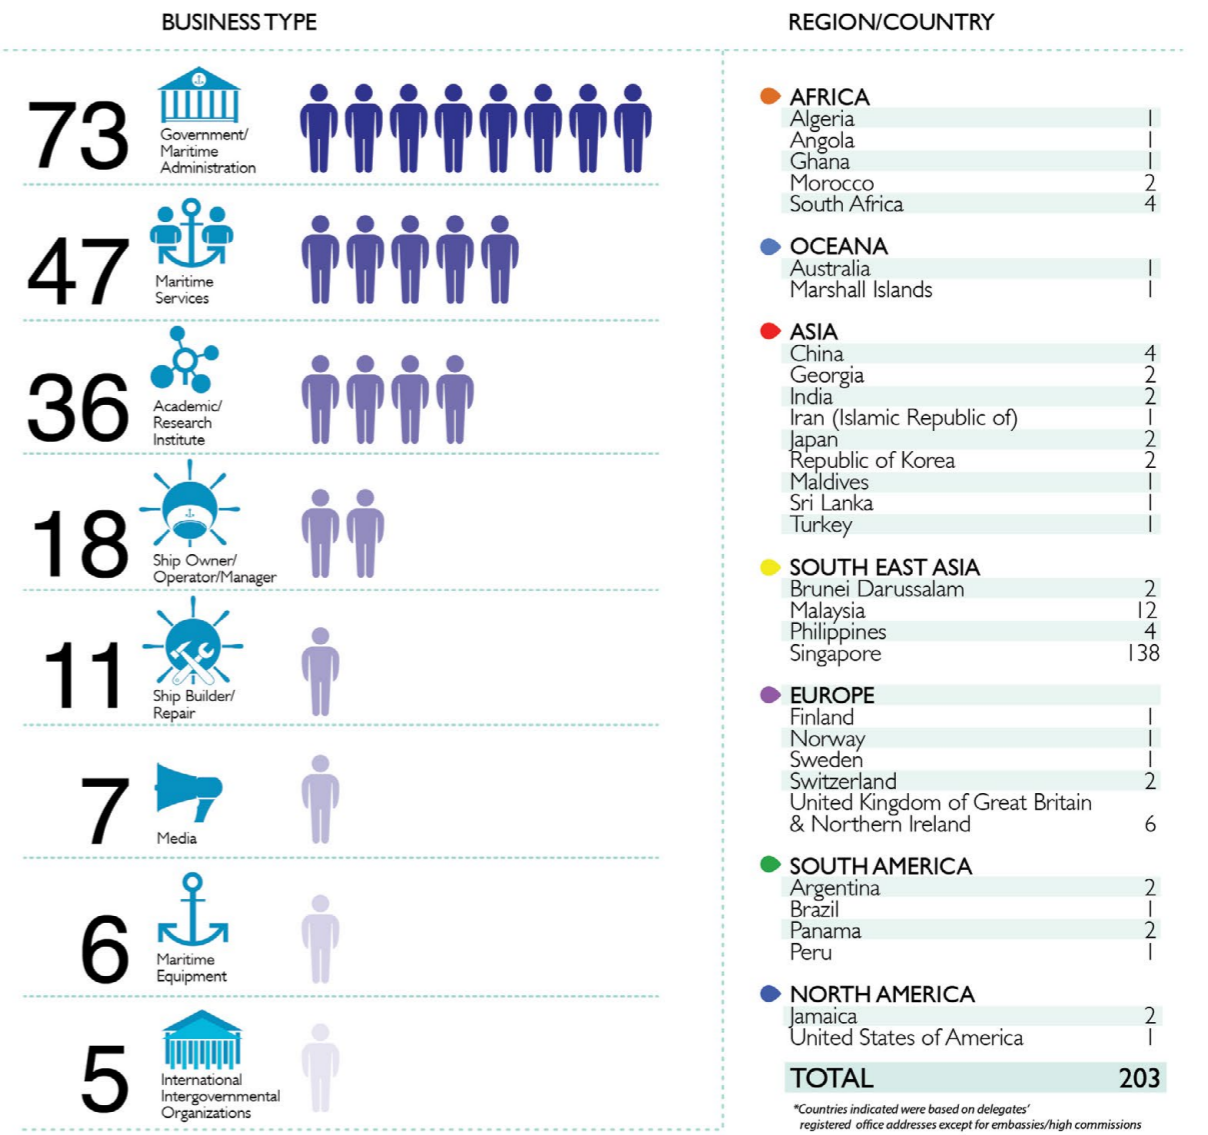 BUSINESS TYPE
73
Government/
Maritime
Administration
47
Maritime
Services
36
Academic/
Research
Institute
18
Ship Owner/
Operator/Manager
11
Ship Builder/
Repair
7
Media
6
Maritime
Equipment
5
International
Intergovernmental
Organizations
REGION/COUNTRY
AFRICA
Algeria 1
Angola 1
Ghana 1
Morocco 2
South Africa 4
OCEANA
Australia 1
Marshall Islands 1
ASIA
China 4
Georgia 2
India 2
Iran (Islamic Republic of) 1
Japan 2
Republic of Korea 2
Maldives 1
Sri Lanka 1
Turkey 1
SOUTH EAST ASIA
Brunei Darussalam 2
Malaysia 12
Philippines 4
Singapore 138
EUROPE
Finland 1
Norway 1
Sweden 1
Switzerland 2
United Kingdom of Great Britain
& Northern Ireland 6
SOUTH AMERICA
Argentina 2
Brazil 1
Panama 2
Peru 1
NORTH AMERICA
Jamaica 2
United States of America 1
TOTAL 203
*Countries indicated were based on delegates'
registered office addresses except for embassies/high commissions